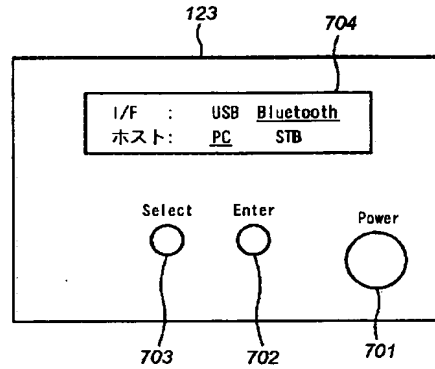 123
704
I/F : USB Bluetooth
ホスト: PC STB
Select Enter Power
703 702 701